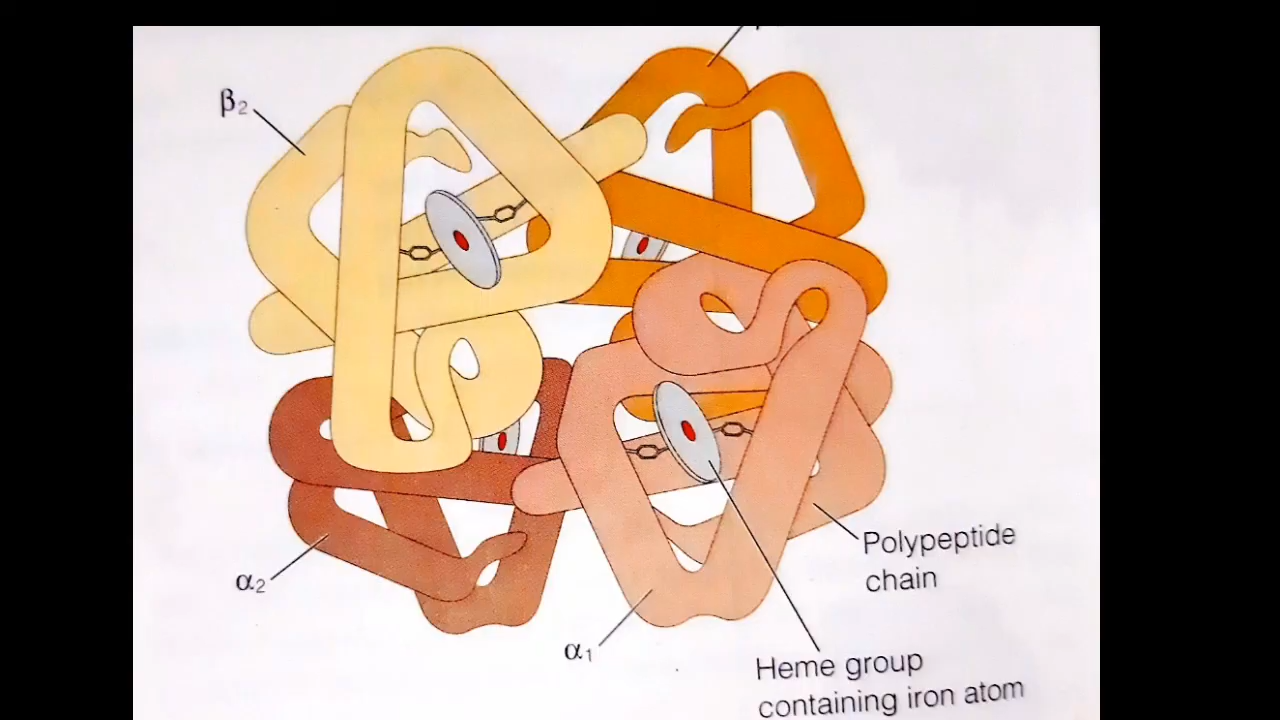 β₂
Polypeptide
chain
α₂
α₁
Heme group
containing iron atom